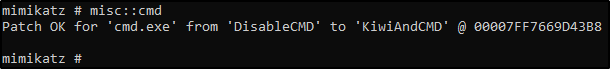 mimikatz # misc::cmd
Patch OK for 'cmd.exe' from 'DisableCMD' to 'KiwiAndCMD' @ 00007FF7669D43B8
mimikatz #